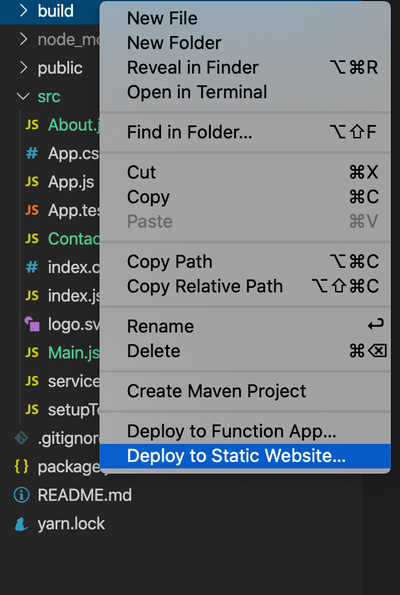 build
New File
New Folder
node_mo
Reveal in Finder ⌥⌘R
public
Open in Terminal
src
JS About.j
Find in Folder... ⌥⇧F
# App.cs
Cut ⌘X
JS App.js
Copy ⌘C
JS App.tes
Paste ⌘V
JS Contac
Copy Path ⌥⌘C
# index.c
Copy Relative Path ⌥⇧⌘C
JS index.js
logo.sv
Rename ↩
JS Main.js
Delete ⌘⌫
JS service
Create Maven Project
JS setupTe
Deploy to Function App...
.gitignore
Deploy to Static Website...
{} package.
README.md
yarn.lock